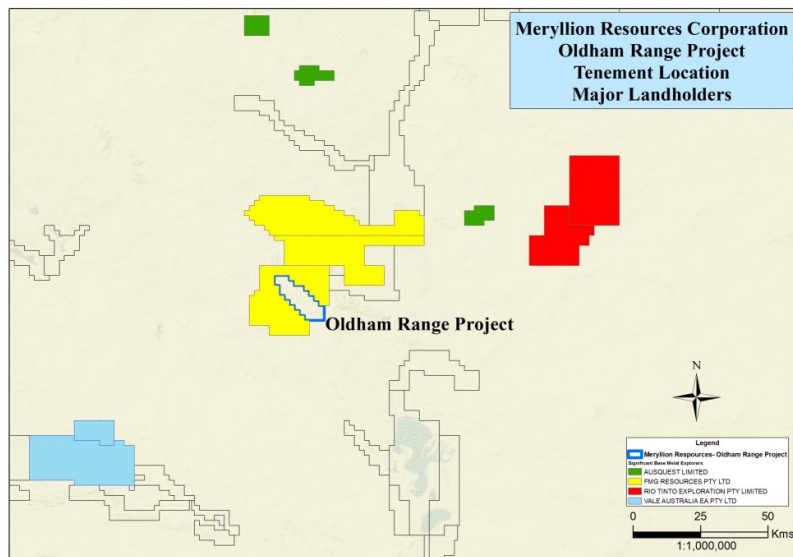 Meryllion Resources Corporation
Oldham Range Project
Tenement Location
Major Landholders
Oldham Range Project
N
Legend
Meryllion Respources- Oldham Range Project
Significant Base Metal Explorers
AUSQUEST LIMITED
FMG RESOURCES PTY LTD
RIO TINTO EXPLORATION PTY LIMITED
VALE AUSTRALIA EA PTY LTD
0 25 50
Kms
1:1,000,000